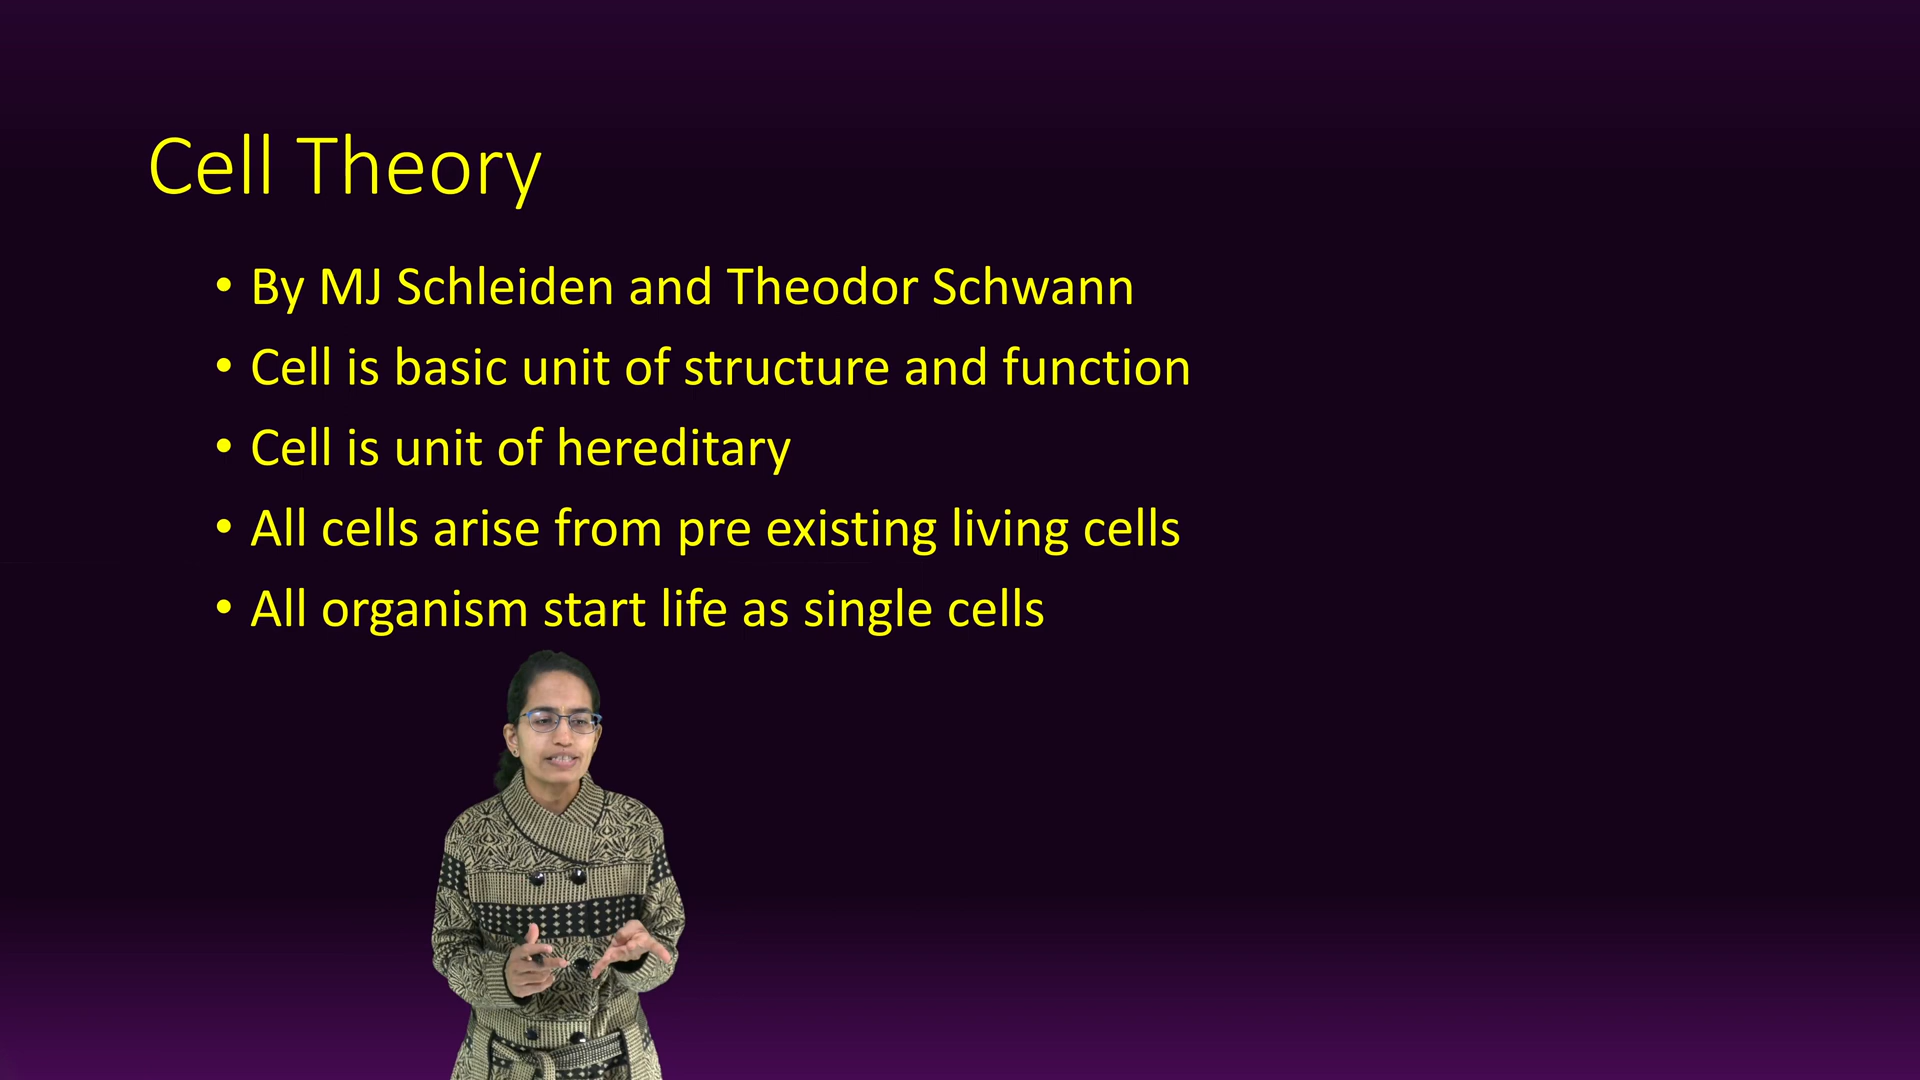 Cell Theory
• By MJ Schleiden and Theodor Schwann
• Cell is basic unit of structure and function
• Cell is unit of hereditary
• All cells arise from pre existing living cells
• All organism start life as single cells